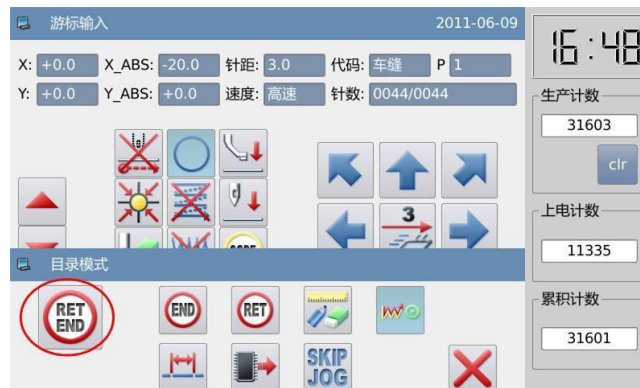 游标输入 2011-06-09
X: +0.0 X_ABS: -20.0 针距: 3.0 代码: 车缝 P 1
Y: +0.0 Y_ABS: +0.0 速度: 高速 针数: 0044/0044
3
目录模式
RET
END
END
RET
SKIP
JOG
16:48
生产计数
31603
clr
上电计数
11335
累积计数
31601